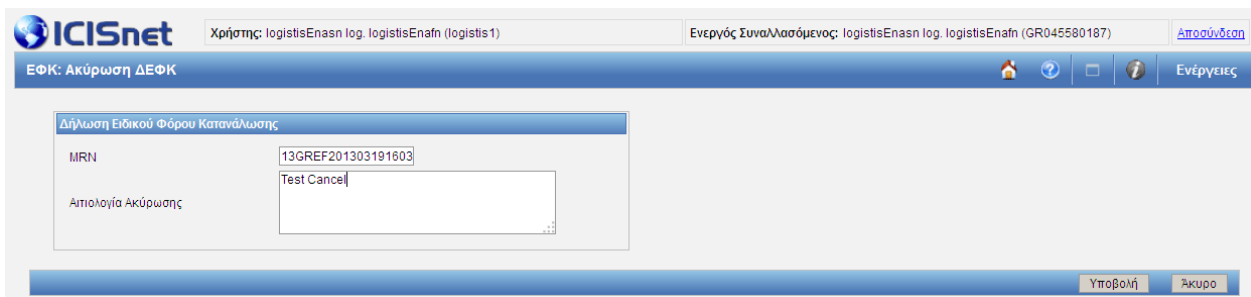 ICISnet Χρήστης: logistisEnasn log. logistisEnafn (logistis1) Ενεργός Συναλλασόμενος: logistisEnasn log. logistisEnafn (GR045580187) Αποσύνδεση
ΕΦΚ: Ακύρωση ΔΕΦΚ Ενέργειες
Δήλωση Ειδικού Φόρου Κατανάλωσης
MRN 13GREF201303191603
Αιτιολογία Ακύρωσης Test Cancel
Υποβολή Άκυρο